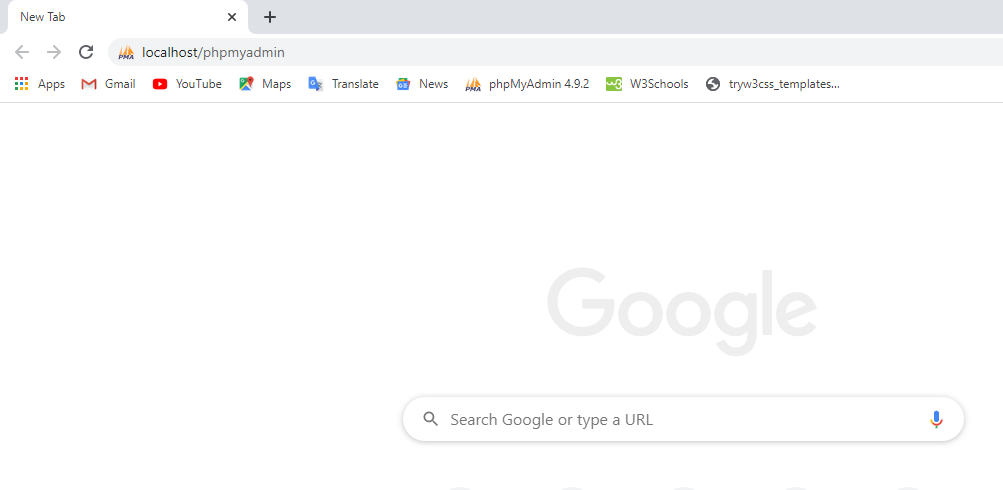 New Tab
localhost/phpmyadmin
Apps Gmail YouTube Maps Translate News phpMyAdmin 4.9.2 W3Schools tryw3css_templates...
Google
Search Google or type a URL